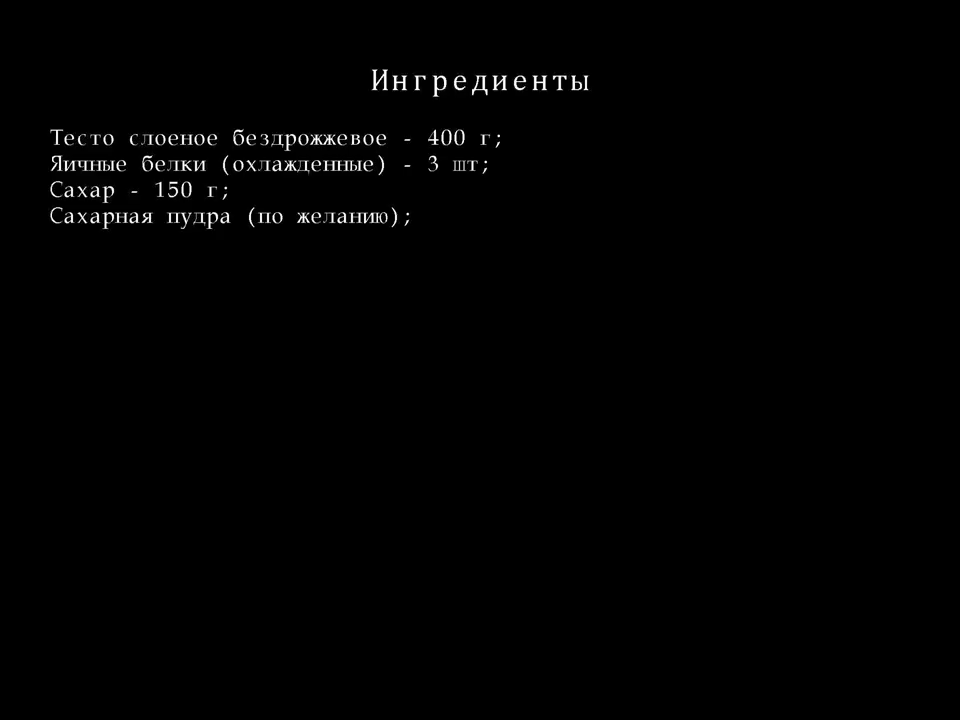 Ингредиенты
Тесто слоеное бездрожжевое - 400 г;
Яичные белки (охлажденные) - 3 шт;
Сахар - 150 г;
Сахарная пудра (по желанию);